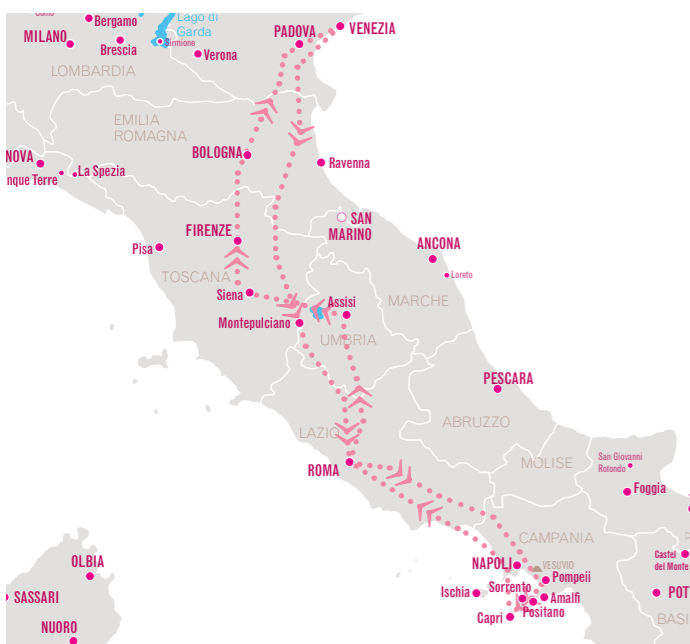 Lago di
Garda
Bergamo
PADOVA
VENEZIA
MILANO
Brescia
Sirmione
Verona
LOMBARDIA
EMILIA
ROMAGNA
BOLOGNA
Ravenna
NOVA
nque Terre
La Spezia
SAN
MARINO
FIRENZE
Pisa
ANCONA
Loreto
TOSCANA
MARCHE
Siena
Assisi
Montepulciano
UMBRIA
PESCARA
ABRUZZO
LAZIO
ROMA
MOLISE
San Giovanni
Rotondo
Foggia
CAMPANIA
P
NAPOLI
VESUVIO
Castel
del Monte
Pompeii
OLBIA
Ischia
Sorrento
Amalfi
Positano
POT
SASSARI
Capri
BASI
NUORO